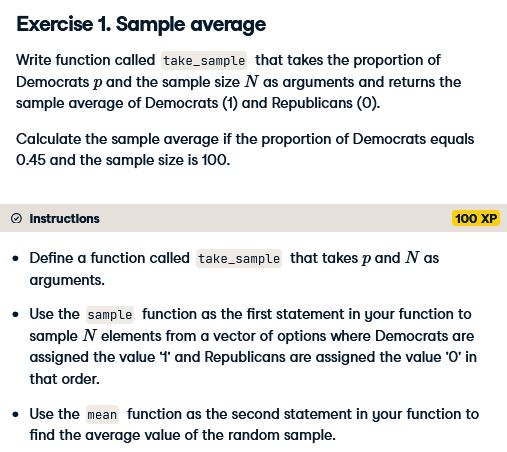 Exercise 1. Sample average
Write function called take_sample that takes the proportion of
Democrats p and the sample size N as arguments and returns the
sample average of Democrats (1) and Republicans (0).
Calculate the sample average if the proportion of Democrats equals
0.45 and the sample size is 100.
Instructions 100 XP
• Define a function called take_sample that takes p and N as
arguments.
• Use the sample function as the first statement in your function to
sample N elements from a vector of options where Democrats are
assigned the value '1' and Republicans are assigned the value '0' in
that order.
• Use the mean function as the second statement in your function to
find the average value of the random sample.